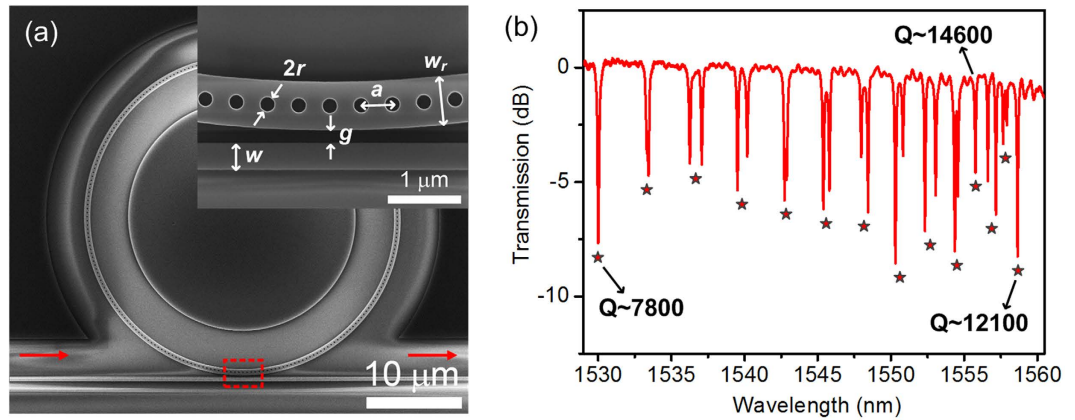 (a)
2r
a
wr
g
w
1 μm
10 μm
(b)
Q~14600
Q~7800
Q~12100
0
-5
-10
Transmission (dB)
1530 1535 1540 1545 1550 1555 1560
Wavelength (nm)